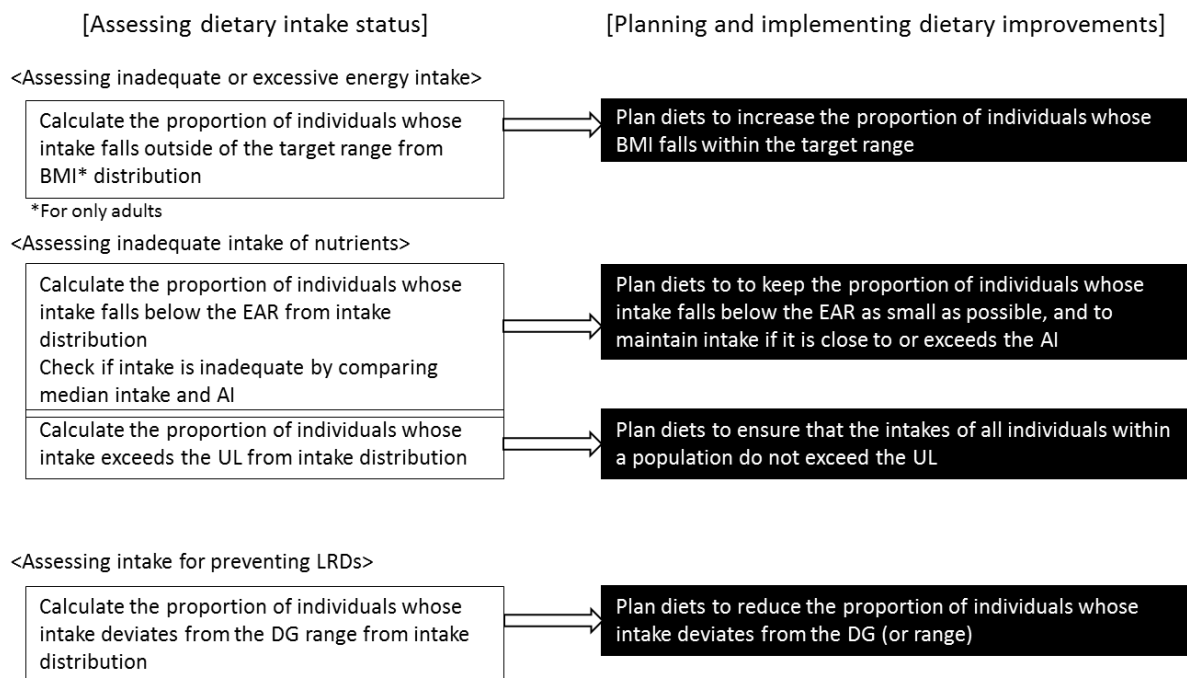 [Assessing dietary intake status]
[Planning and implementing dietary improvements]
<Assessing inadequate or excessive energy intake>
Calculate the proportion of individuals whose
intake falls outside of the target range from
BMI* distribution
Plan diets to increase the proportion of individuals whose
BMI falls within the target range
*For only adults
<Assessing inadequate intake of nutrients>
Calculate the proportion of individuals whose
intake falls below the EAR from intake
distribution
Check if intake is inadequate by comparing
median intake and AI
Plan diets to to keep the proportion of individuals whose
intake falls below the EAR as small as possible, and to
maintain intake if it is close to or exceeds the AI
Calculate the proportion of individuals whose
intake exceeds the UL from intake distribution
Plan diets to ensure that the intakes of all individuals within
a population do not exceed the UL
<Assessing intake for preventing LRDs>
Calculate the proportion of individuals whose
intake deviates from the DG range from intake
distribution
Plan diets to reduce the proportion of individuals whose
intake deviates from the DG (or range)